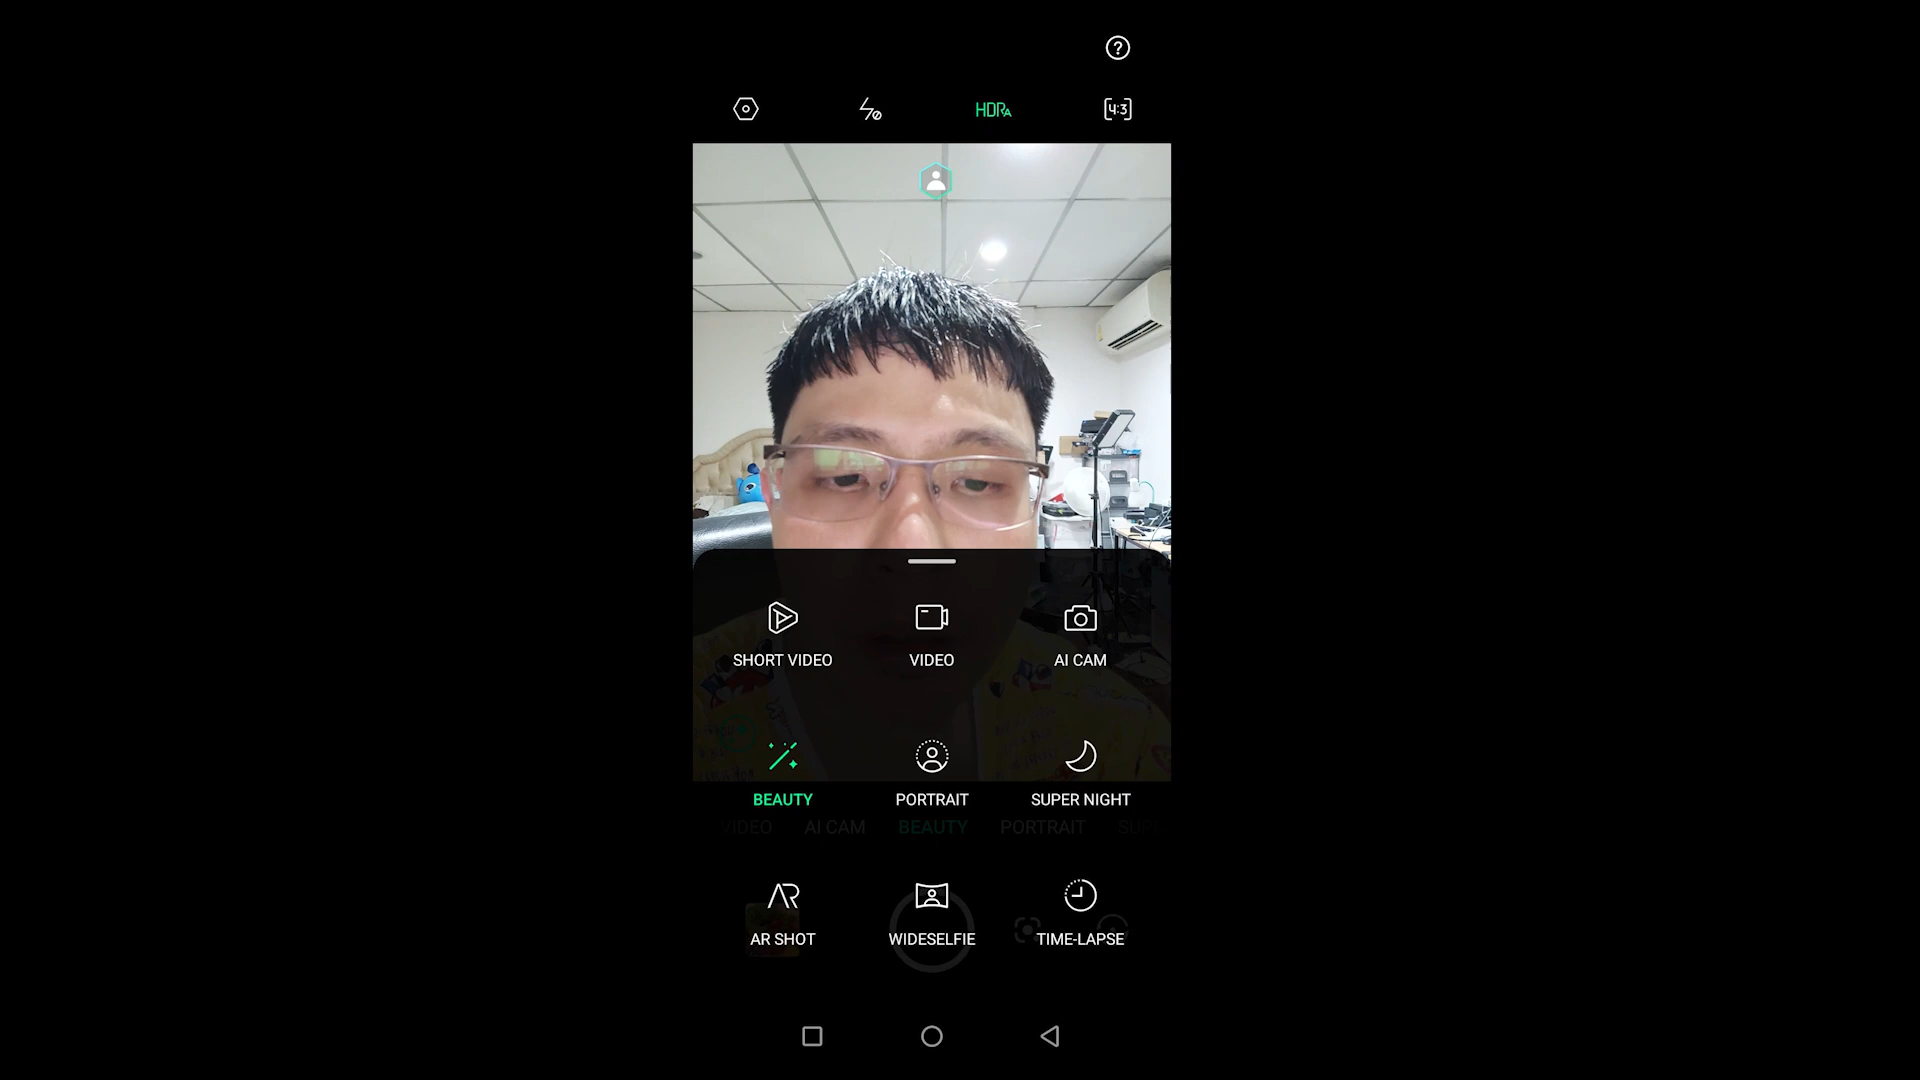 HDRA
4:3
SHORT VIDEO
VIDEO
AI CAM
BEAUTY
PORTRAIT
SUPER NIGHT
VIDEO
AI CAM
BEAUTY
PORTRAIT
AR SHOT
WIDESELFIE
TIME-LAPSE